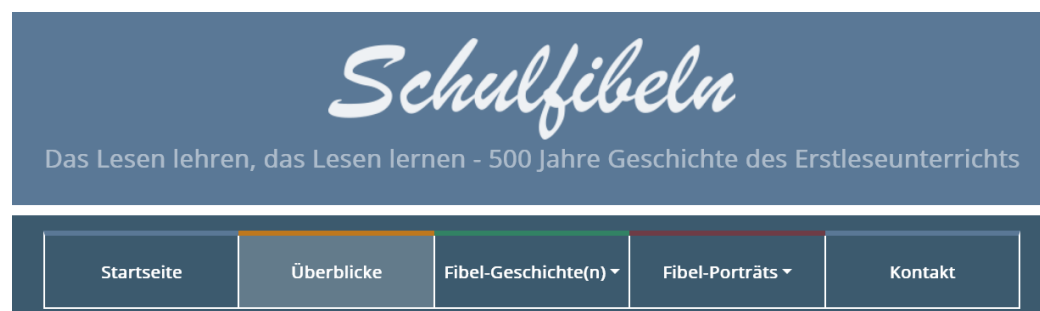 Schulfibeln
Das Lesen lehren, das Lesen lernen - 500 Jahre Geschichte des Erstleseunterrichts
Startseite Überblicke Fibel-Geschichte(n) Fibel-Porträts Kontakt